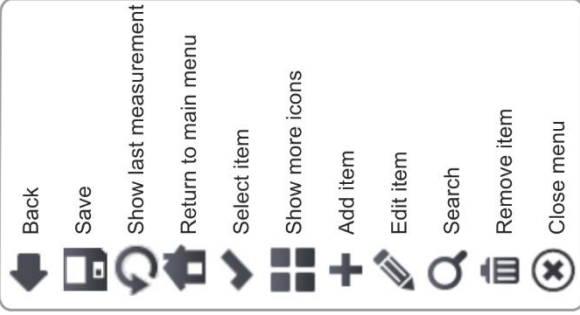 Back
Save
Show last measurement
Return to main menu
Select item
Show more icons
Add item
Edit item
Search
Remove item
Close menu